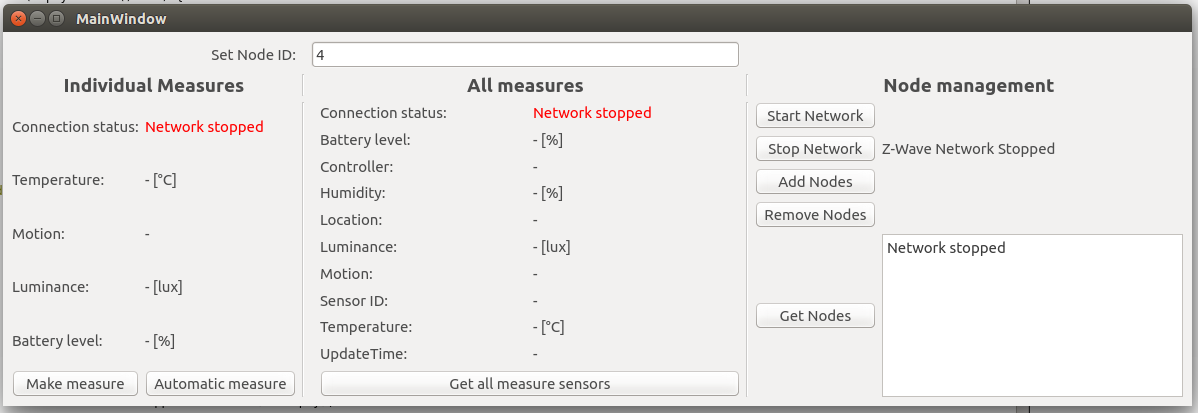 MainWindow
Set Node ID: 4
Individual Measures
Connection status: Network stopped
Temperature: - [°C]
Motion: -
Luminance: - [lux]
Battery level: - [%]
Make measure Automatic measure
All measures
Connection status: Network stopped
Battery level: - [%]
Controller: -
Humidity: - [%]
Location: -
Luminance: - [lux]
Motion: -
Sensor ID: -
Temperature: - [°C]
UpdateTime: -
Get all measure sensors
Node management
Start Network
Stop Network Z-Wave Network Stopped
Add Nodes
Remove Nodes
Network stopped
Get Nodes